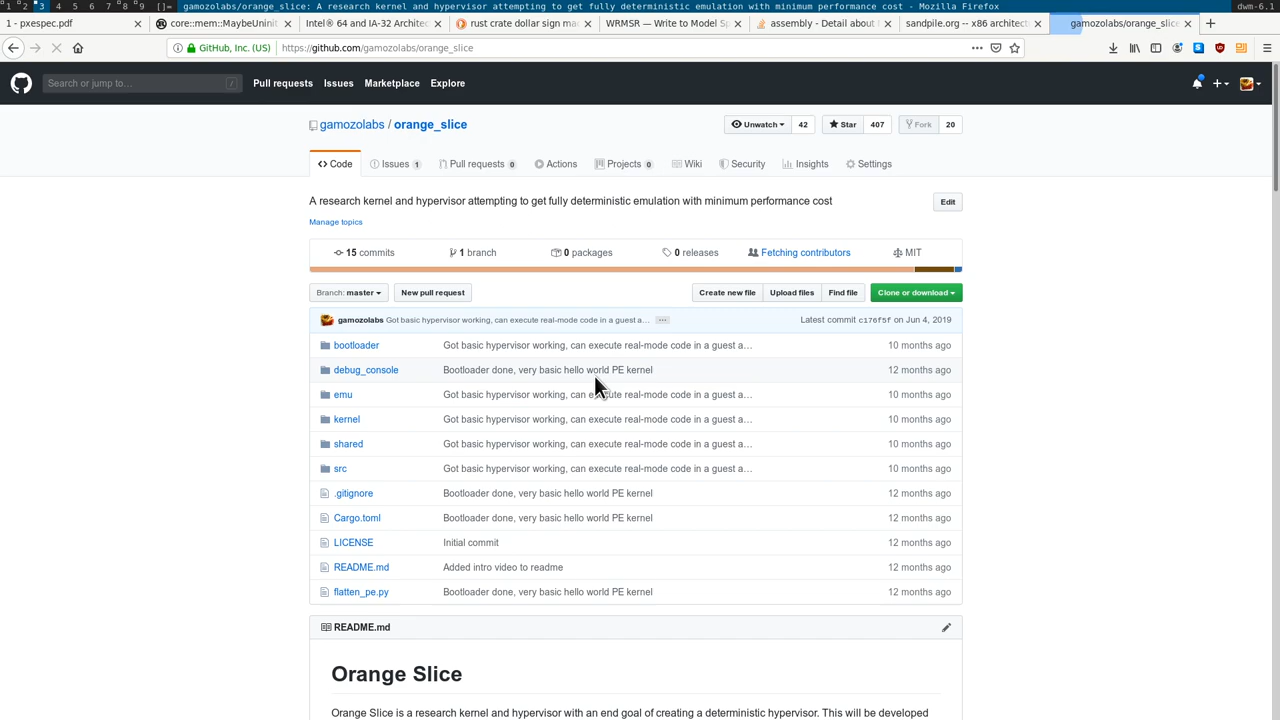 1 2 3 4 5 6 7 8 9 []= gamozolabs/orange_slice: A research kernel and hypervisor attempting to get fully deterministic emulation with minimum performance cost - Mozilla Firefox dwm-6.1
1 - pxespec.pdf core::mem::MaybeUninit Intel® 64 and IA-32 Architec rust crate dollar sign ma WRMSR — Write to Model Sp assembly - Detail about M sandpile.org -- x86 architect gamozolabs/orange_slice
GitHub, Inc. (US) https://github.com/gamozolabs/orange_slice
Search or jump to… / Pull requests Issues Marketplace Explore
gamozolabs / orange_slice Unwatch 42 Star 407 Fork 20
Code Issues 1 Pull requests 0 Actions Projects 0 Wiki Security Insights Settings
A research kernel and hypervisor attempting to get fully deterministic emulation with minimum performance cost Edit
Manage topics
15 commits 1 branch 0 packages 0 releases Fetching contributors MIT
Branch: master New pull request Create new file Upload files Find file Clone or download
gamozolabs Got basic hypervisor working, can execute real-mode code in a guest a… Latest commit c176f5f on Jun 4, 2019
bootloader Got basic hypervisor working, can execute real-mode code in a guest a… 10 months ago
debug_console Bootloader done, very basic hello world PE kernel 12 months ago
emu Got basic hypervisor working, can execute real-mode code in a guest a… 10 months ago
kernel Got basic hypervisor working, can execute real-mode code in a guest a… 10 months ago
shared Got basic hypervisor working, can execute real-mode code in a guest a… 10 months ago
src Got basic hypervisor working, can execute real-mode code in a guest a… 10 months ago
.gitignore Bootloader done, very basic hello world PE kernel 12 months ago
Cargo.toml Bootloader done, very basic hello world PE kernel 12 months ago
LICENSE Initial commit 12 months ago
README.md Added intro video to readme 12 months ago
flatten_pe.py Bootloader done, very basic hello world PE kernel 12 months ago
README.md
Orange Slice
Orange Slice is a research kernel and hypervisor with an end goal of creating a deterministic hypervisor. This will be developed